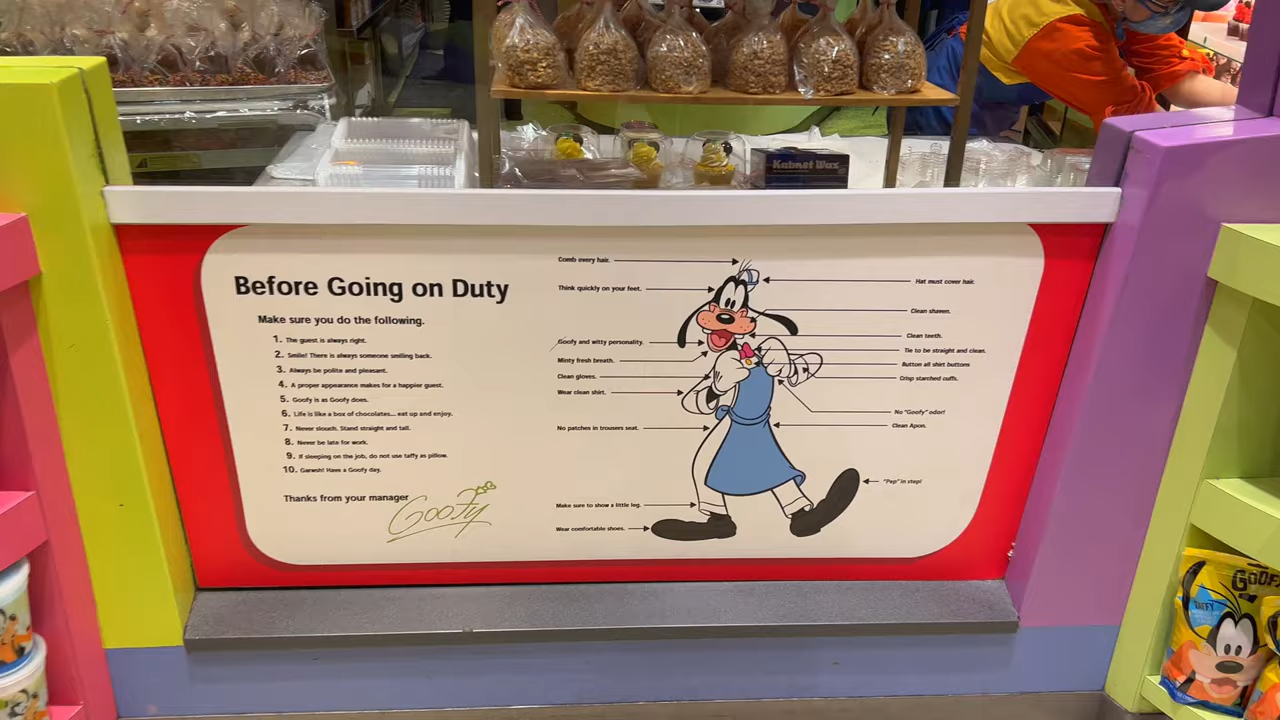 Kabnet Wax
Before Going on Duty
Make sure you do the following.
1. The guest is always right.
2. Smile! There is always someone smiling back.
3. Always be polite and pleasant.
4. A proper appearance makes for a happier guest.
5. Goofy is as Goofy does.
6. Life is like a box of chocolates... eat up and enjoy.
7. Never slouch. Stand straight and tall.
8. Never be late for work.
9. If sleeping on the job, do not use taffy as pillow.
10. Gawrsh! Have a Goofy day.
Thanks from your manager
Goofy
Comb every hair.
Think quickly on your feet.
Goofy and witty personality.
Minty fresh breath.
Clean gloves.
Wear clean shirt.
No patches in trousers seat.
Make sure to show a little leg.
Wear comfortable shoes.
Hat must cover hair.
Clean shaven.
Clean teeth.
Tie to be straight and clean.
Button all shirt buttons
Crisp starched cuffs.
No "Goofy" odor!
Clean Apon.
"Pep" in step!
GOOF
TAFFY